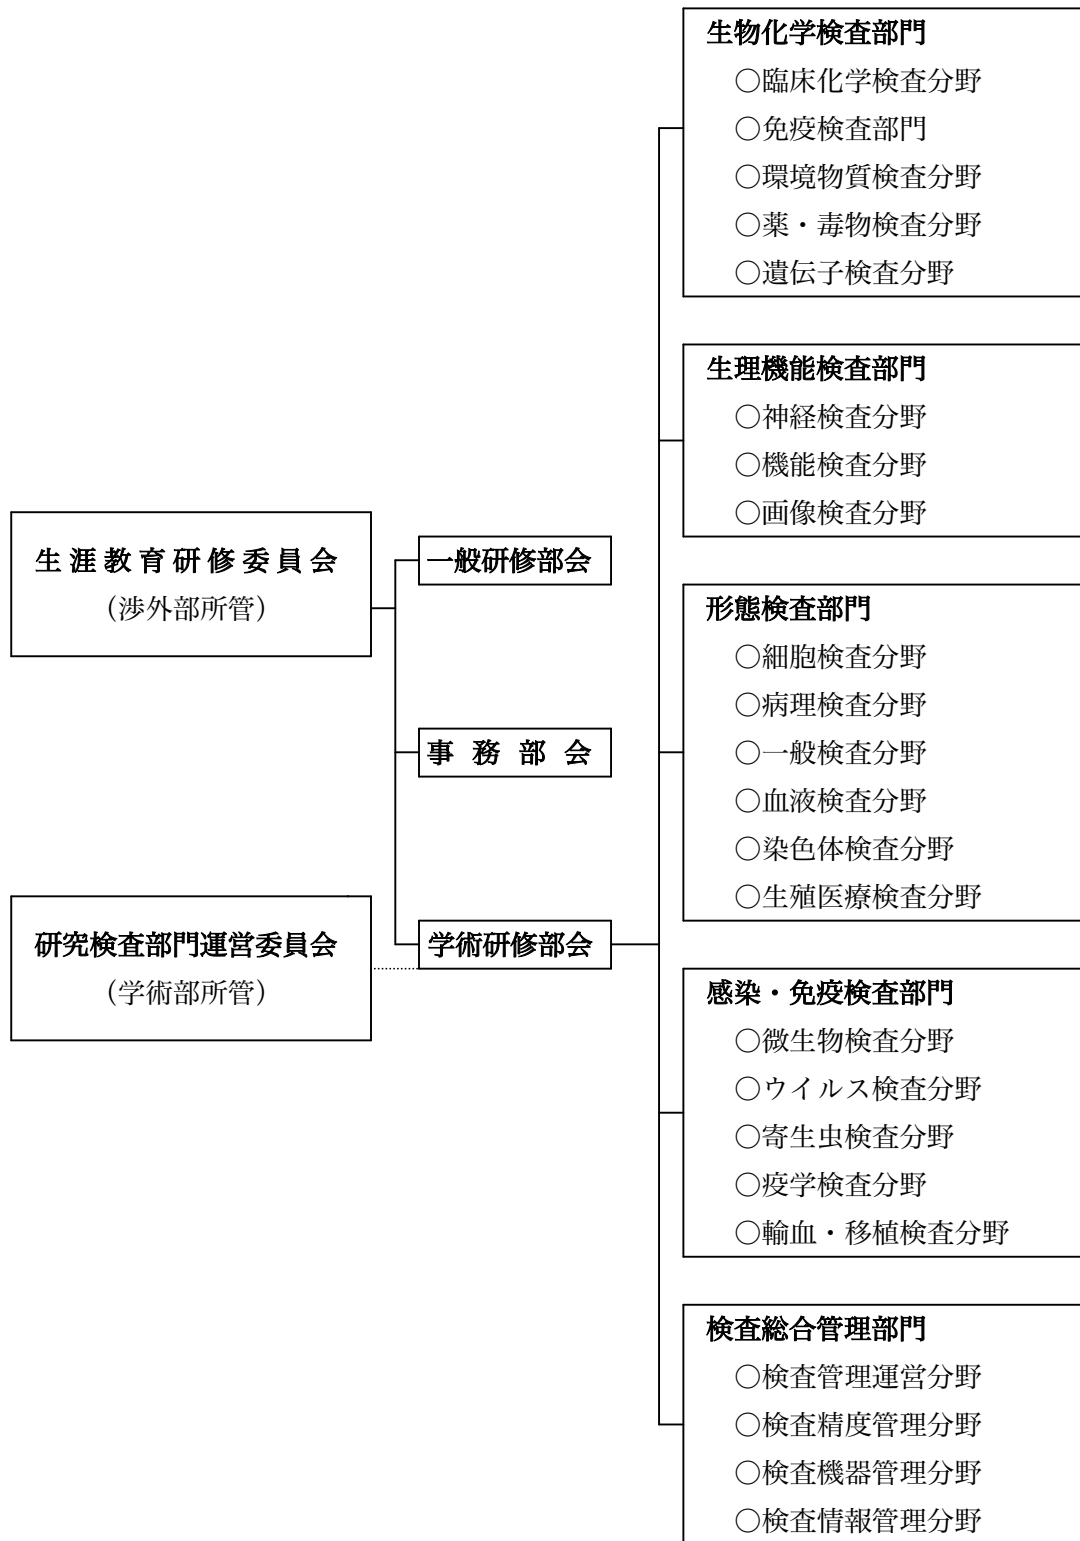 生涯教育研修委員会
（渉外部所管）
研究検査部門運営委員会
（学術部所管）
一般研修部会
事務部会
学術研修部会
生物化学検査部門
○臨床化学検査分野
○免疫検査部門
○環境物質検査分野
○薬・毒物検査分野
○遺伝子検査分野
生理機能検査部門
○神経検査分野
○機能検査分野
○画像検査分野
形態検査部門
○細胞検査分野
○病理検査分野
○一般検査分野
○血液検査分野
○染色体検査分野
○生殖医療検査分野
感染・免疫検査部門
○微生物検査分野
○ウイルス検査分野
○寄生虫検査分野
○疫学検査分野
○輸血・移植検査分野
検査総合管理部門
○検査管理運営分野
○検査精度管理分野
○検査機器管理分野
○検査情報管理分野